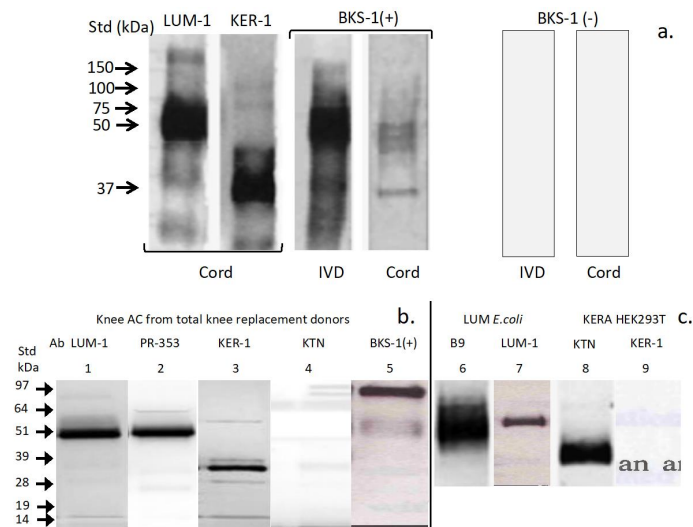 LUM-1 KER-1 BKS-1(+) BKS-1 (-) a.
Std (kDa)
150
100
75
50
37
Cord IVD Cord IVD Cord
Knee AC from total knee replacement donors b. LUM E.coli KERA HEK293T c.
Std Ab LUM-1 PR-353 KER-1 KTN BKS-1(+) B9 LUM-1 KTN KER-1
kDa 1 2 3 4 5 6 7 8 9
97
64
51
39
28
19
14
an an